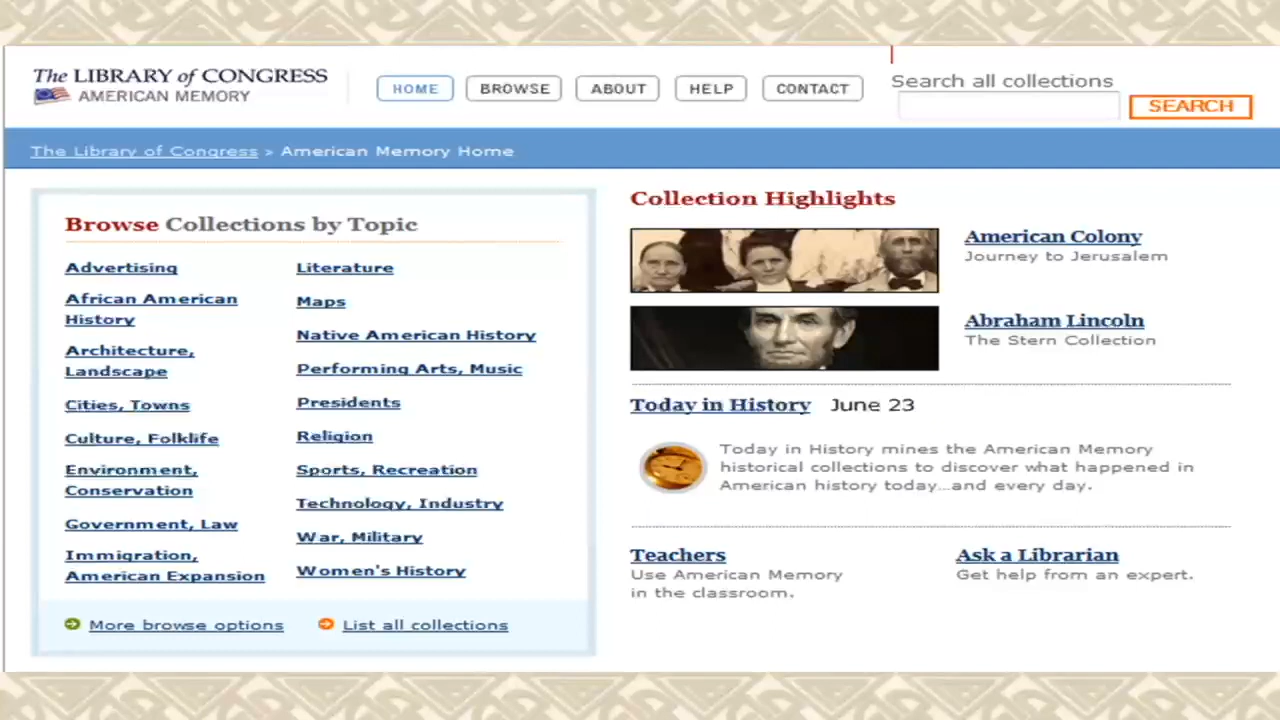 The LIBRARY of CONGRESS
AMERICAN MEMORY
HOME
BROWSE
ABOUT
HELP
CONTACT
Search all collections
SEARCH
The Library of Congress > American Memory Home
Browse Collections by Topic
Advertising
African American
History
Architecture,
Landscape
Cities, Towns
Culture, Folklife
Environment,
Conservation
Government, Law
Immigration,
American Expansion
Literature
Maps
Native American History
Performing Arts, Music
Presidents
Religion
Sports, Recreation
Technology, Industry
War, Military
Women's History
More browse options
List all collections
Collection Highlights
American Colony
Journey to Jerusalem
Abraham Lincoln
The Stern Collection
Today in History June 23
Today in History mines the American Memory
historical collections to discover what happened in
American history today...and every day.
Teachers
Use American Memory
in the classroom.
Ask a Librarian
Get help from an expert.